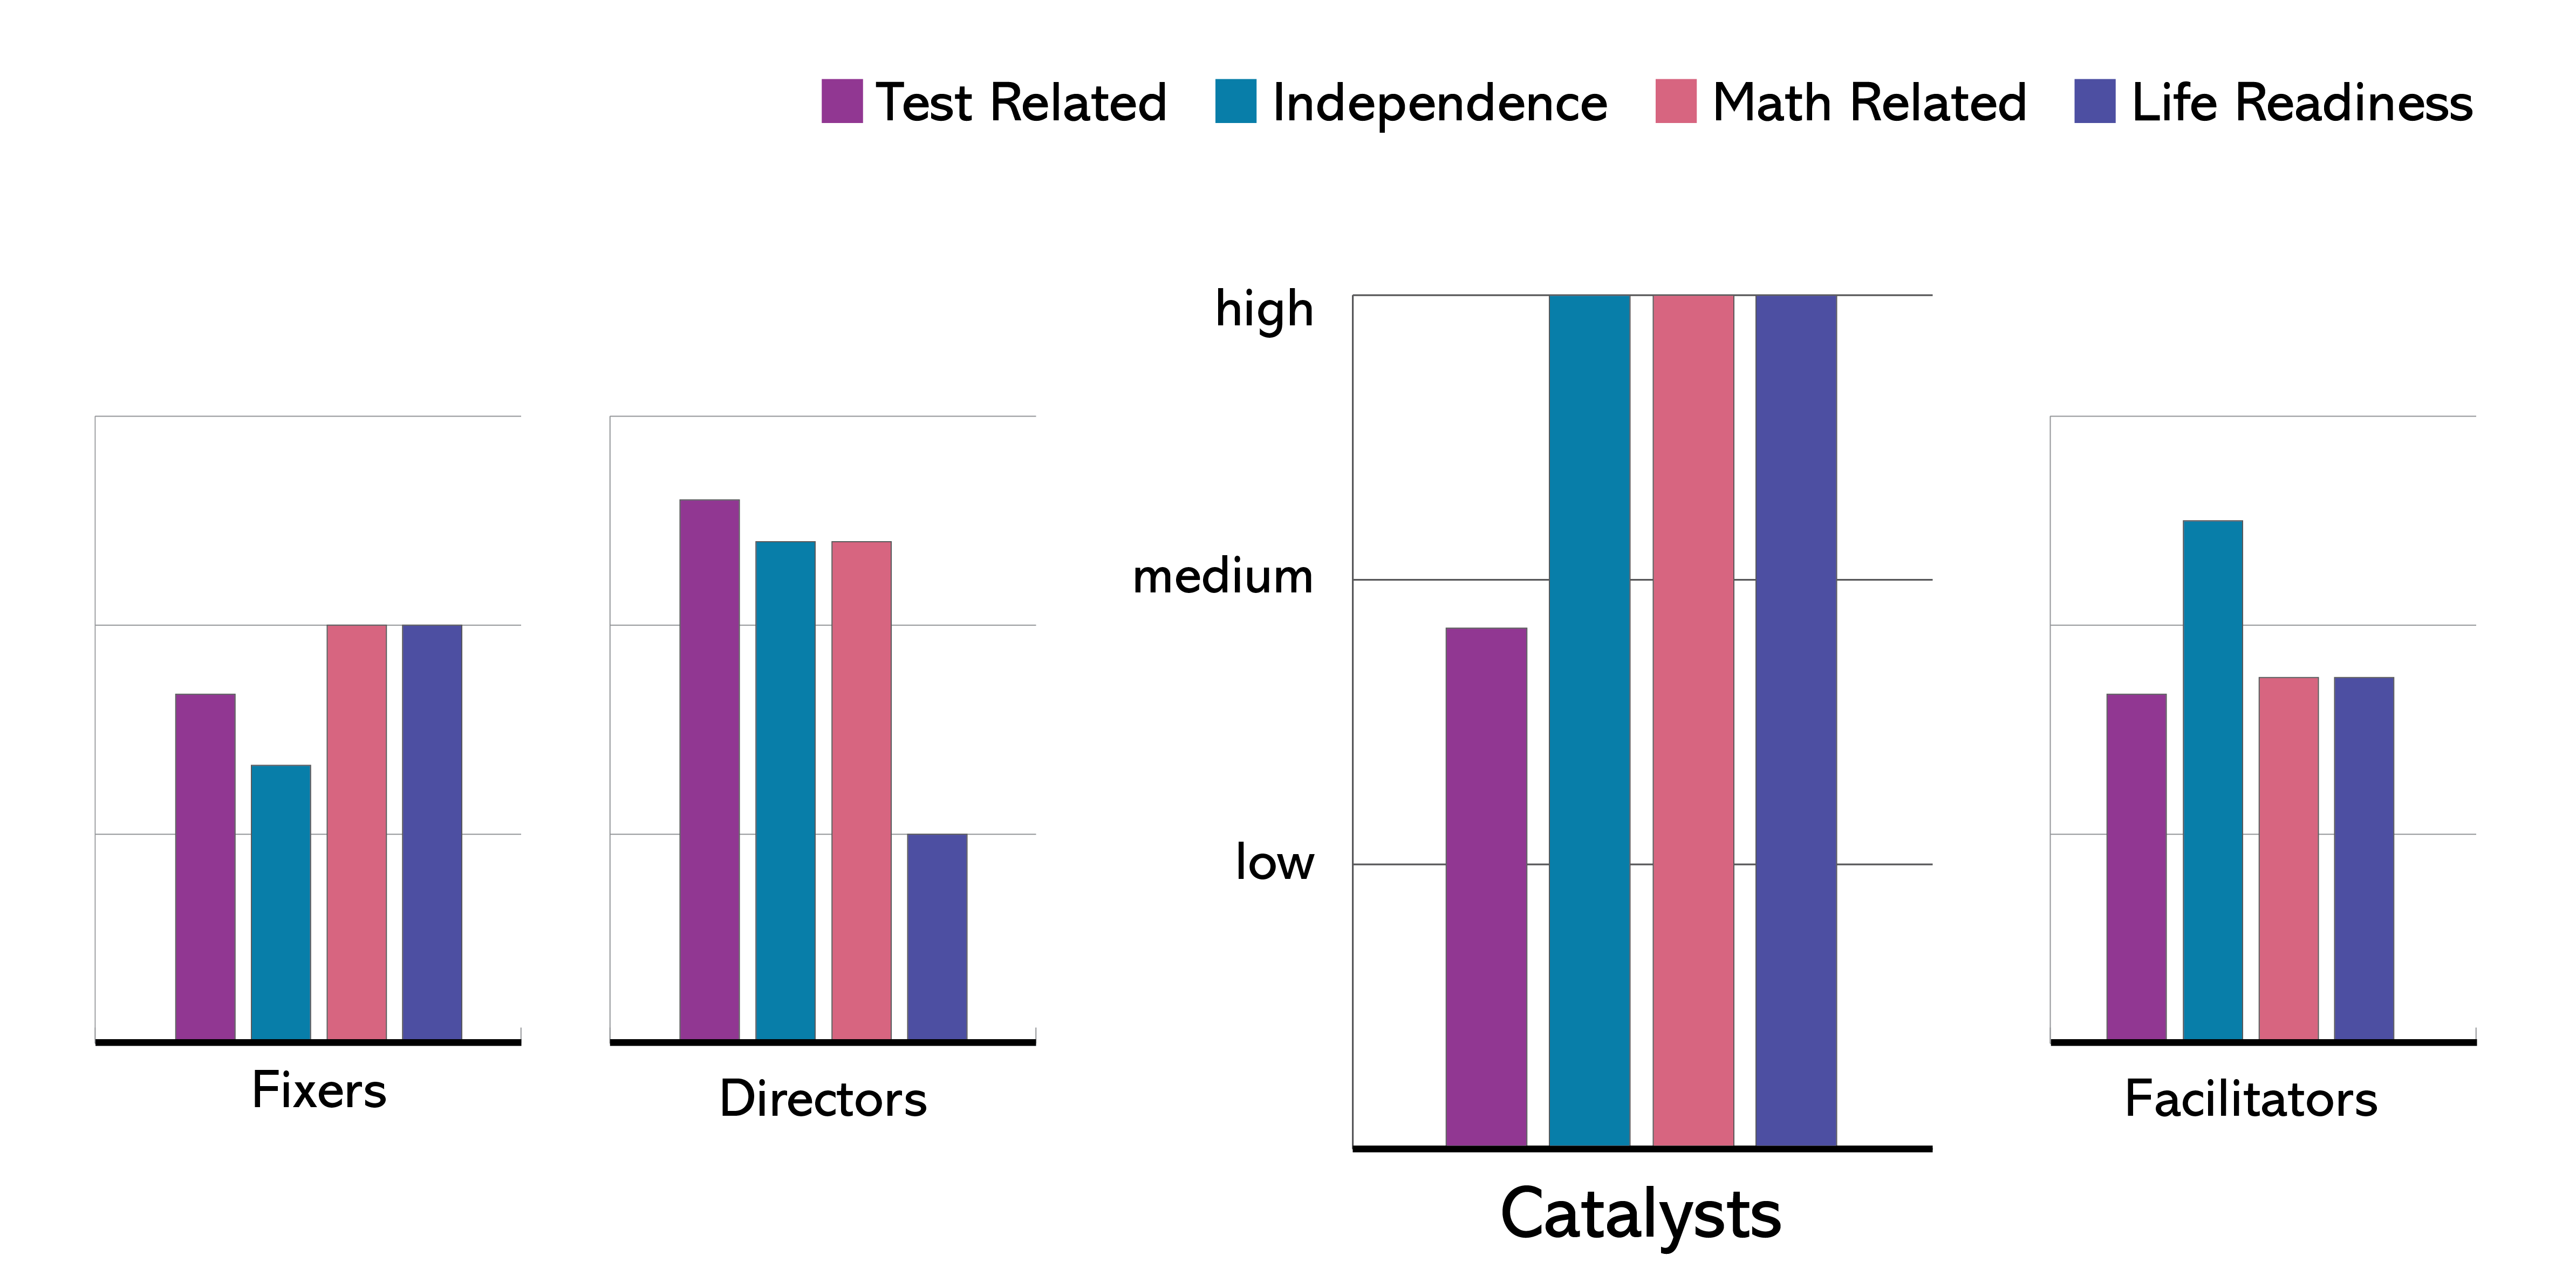 Test Related
Independence
Math Related
Life Readiness
high
medium
low
Fixers
Directors
Catalysts
Facilitators